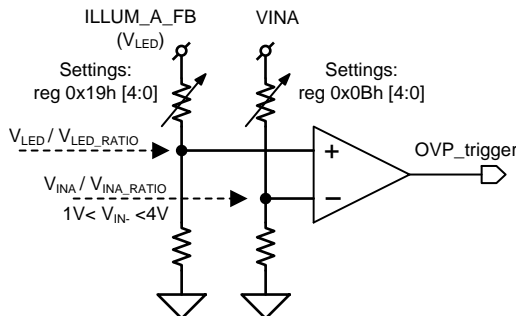 ILLUM_A_FB
(VLED)
VINA
Settings:
reg 0x19h [4:0]
Settings:
reg 0x0Bh [4:0]
VLED / VLED_RATIO
+
OVP_trigger
VINA / VINA_RATIO
1V< VIN- <4V
−